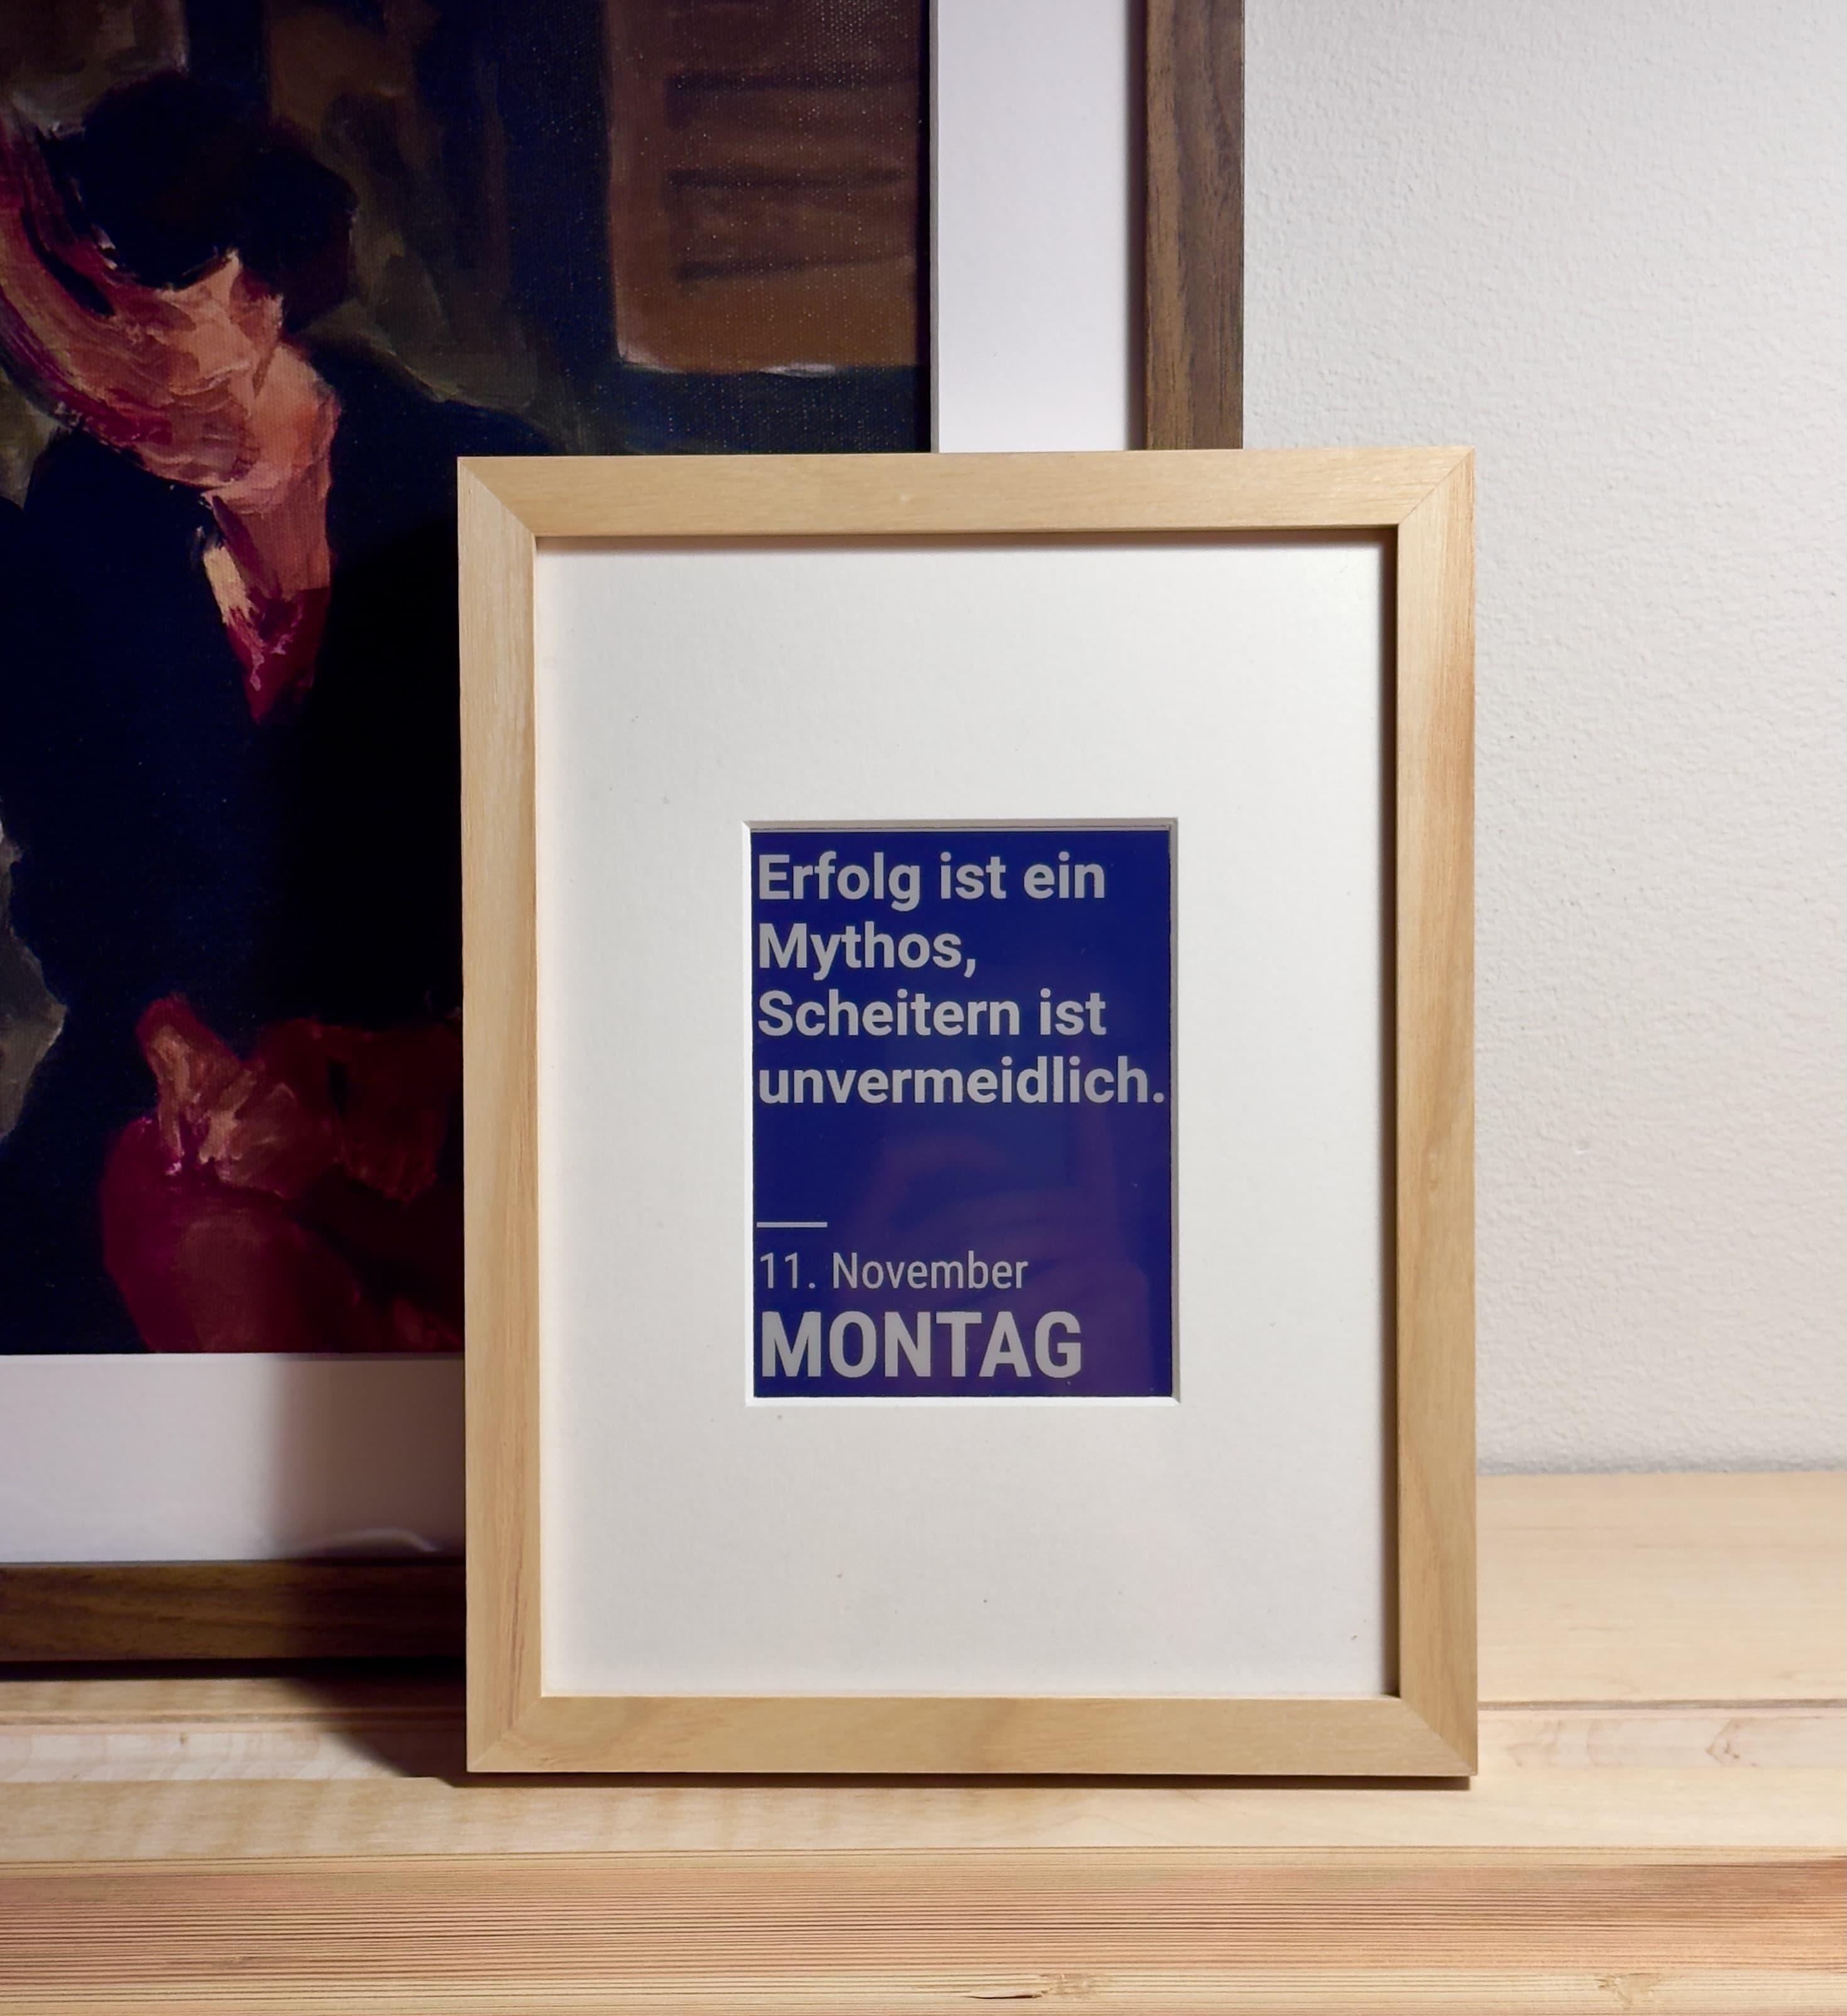 Erfolg ist ein
Mythos,
Scheitern ist
unvermeidlich.
11. November
MONTAG